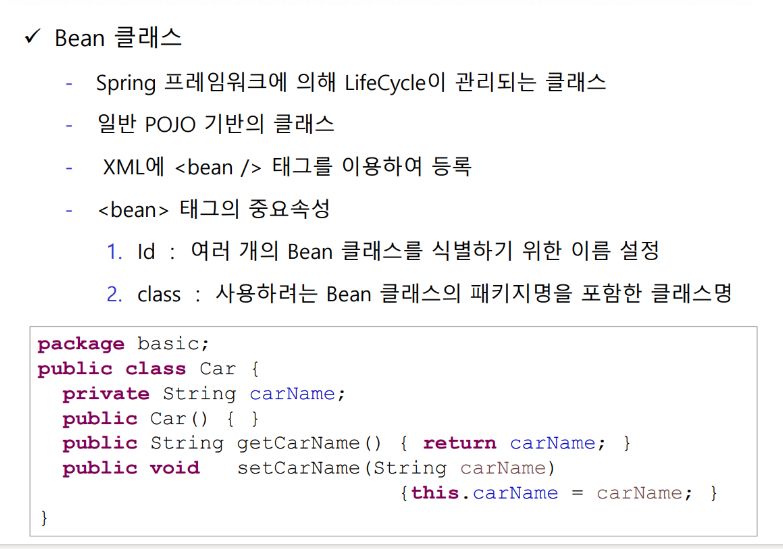 ✓ Bean 클래스
- Spring 프레임워크에 의해 LifeCycle이 관리되는 클래스
- 일반 POJO 기반의 클래스
- XML에 <bean /> 태그를 이용하여 등록
- <bean> 태그의 중요속성
1. Id : 여러 개의 Bean 클래스를 식별하기 위한 이름 설정
2. class : 사용하려는 Bean 클래스의 패키지명을 포함한 클래스명
package basic;
public class Car {
private String carName;
public Car() { }
public String getCarName() { return carName; }
public void setCarName(String carName)
{this.carName = carName; }
}